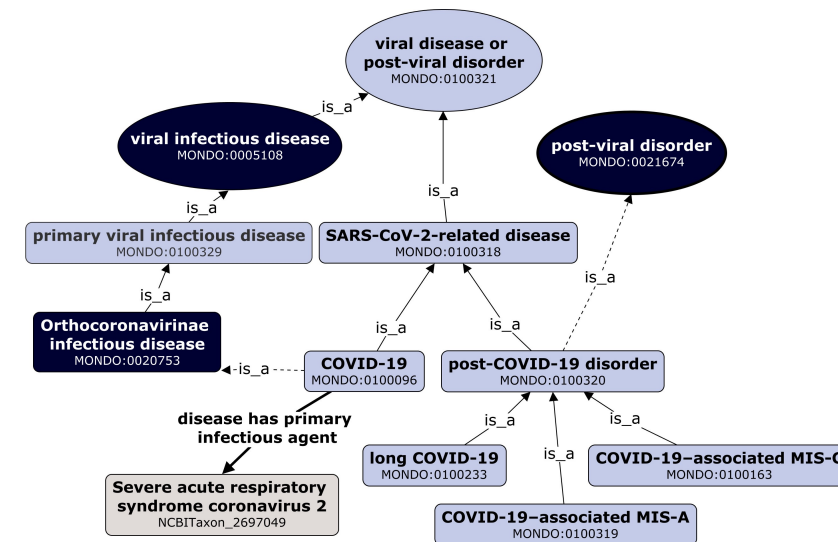 viral disease or
post-viral disorder
MONDO:0100321
is_a
viral infectious disease
MONDO:0005108
post-viral disorder
MONDO:0021674
is_a
is_a
primary viral infectious disease
MONDO:0100329
SARS-CoV-2-related disease
MONDO:0100318
is_a
is_a
Orthocoronavirinae
infectious disease
MONDO:0020753
is_a
is_a
is_a
COVID-19
MONDO:0100096
post-COVID-19 disorder
MONDO:0100320
disease has primary
infectious agent
is_a
is_a
is_a
long COVID-19
MONDO:0100233
COVID-19–associated MIS-C
MONDO:0100163
Severe acute respiratory
syndrome coronavirus 2
NCBITaxon_2697049
COVID-19–associated MIS-A
MONDO:0100319